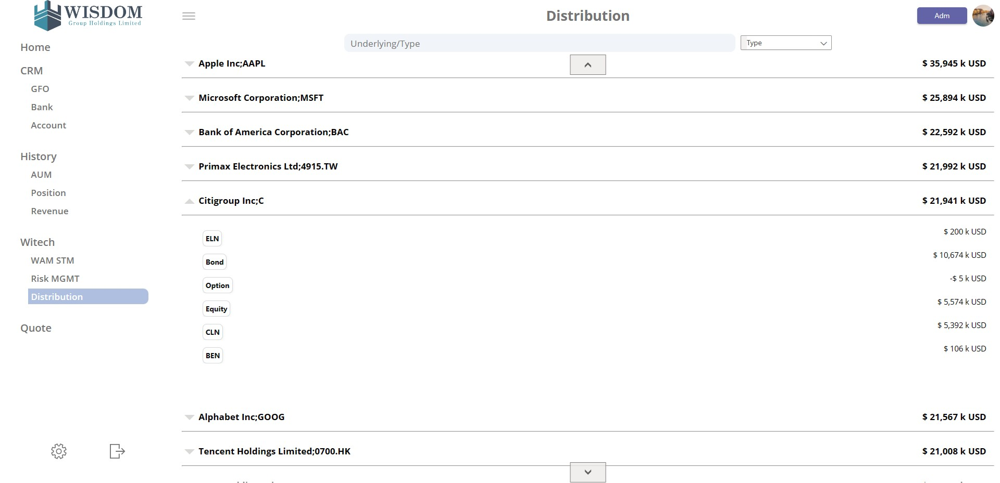 WISDOM
Group Holdings Limited
Distribution
Adm
Underlying/Type
Type
Home
CRM
GFO
Bank
Account
History
AUM
Position
Revenue
Witech
WAM STM
Risk MGMT
Distribution
Quote
Apple Inc;AAPL $ 35,945 k USD
Microsoft Corporation;MSFT $ 25,894 k USD
Bank of America Corporation;BAC $ 22,592 k USD
Primax Electronics Ltd;4915.TW $ 21,992 k USD
Citigroup Inc;C $ 21,941 k USD
ELN $ 200 k USD
Bond $ 10,674 k USD
Option -$ 5 k USD
Equity $ 5,574 k USD
CLN $ 5,392 k USD
BEN $ 106 k USD
Alphabet Inc;GOOG $ 21,567 k USD
Tencent Holdings Limited;0700.HK $ 21,008 k USD